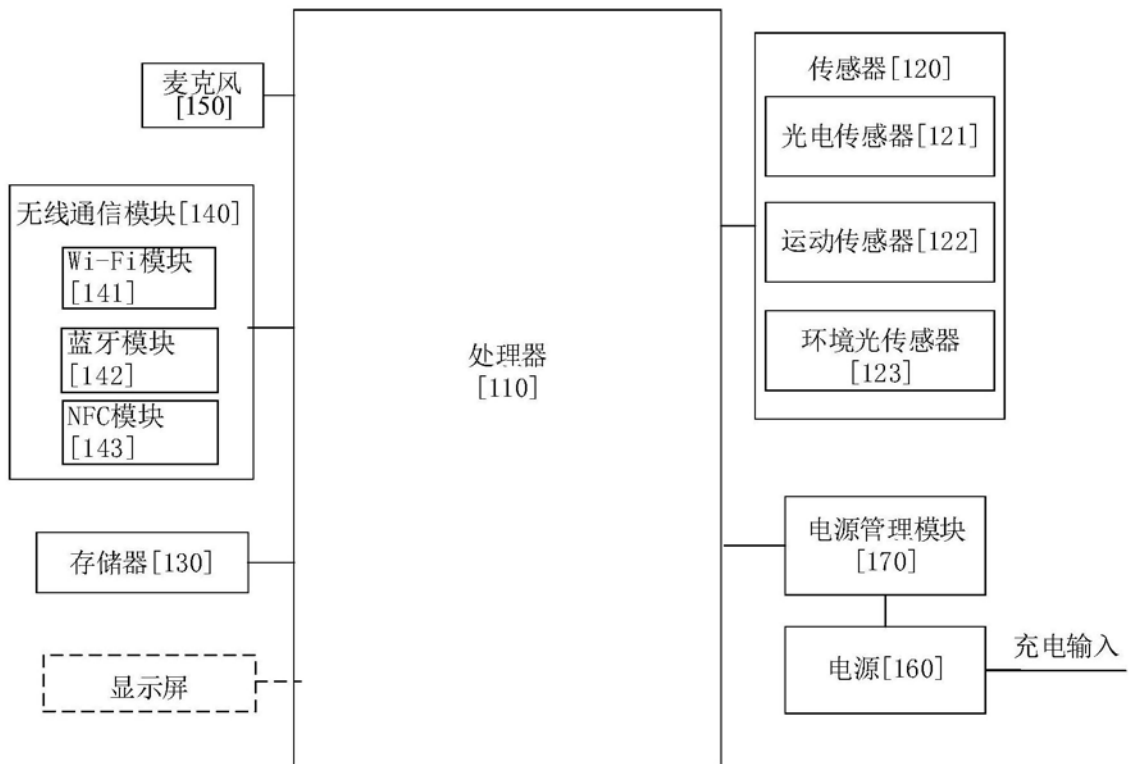 麦克风
[150]
无线通信模块[140]
Wi-Fi模块
[141]
蓝牙模块
[142]
NFC模块
[143]
存储器[130]
显示屏
处理器
[110]
传感器[120]
光电传感器[121]
运动传感器[122]
环境光传感器
[123]
电源管理模块
[170]
电源[160]
充电输入